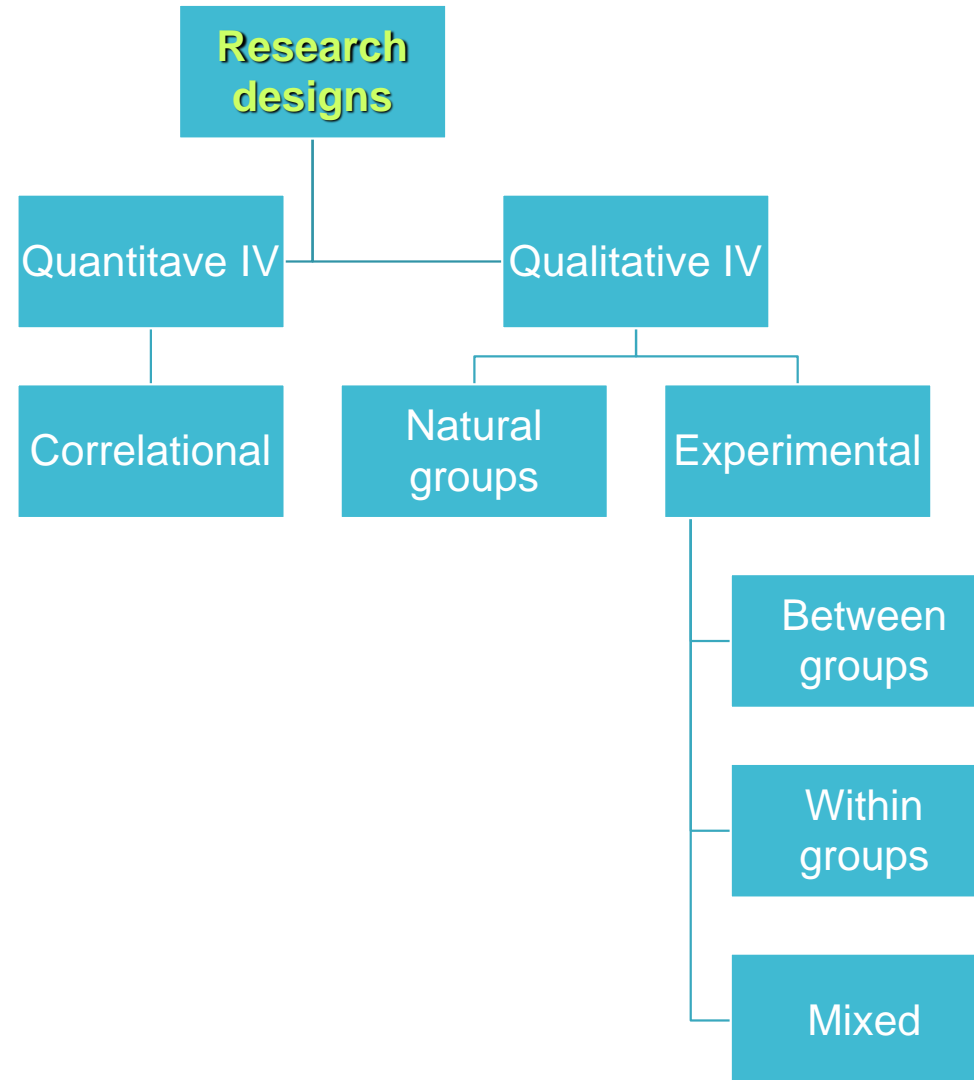 Research
designs
Quantitave IV
Qualitative IV
Correlational
Natural
groups
Experimental
Between
groups
Within
groups
Mixed